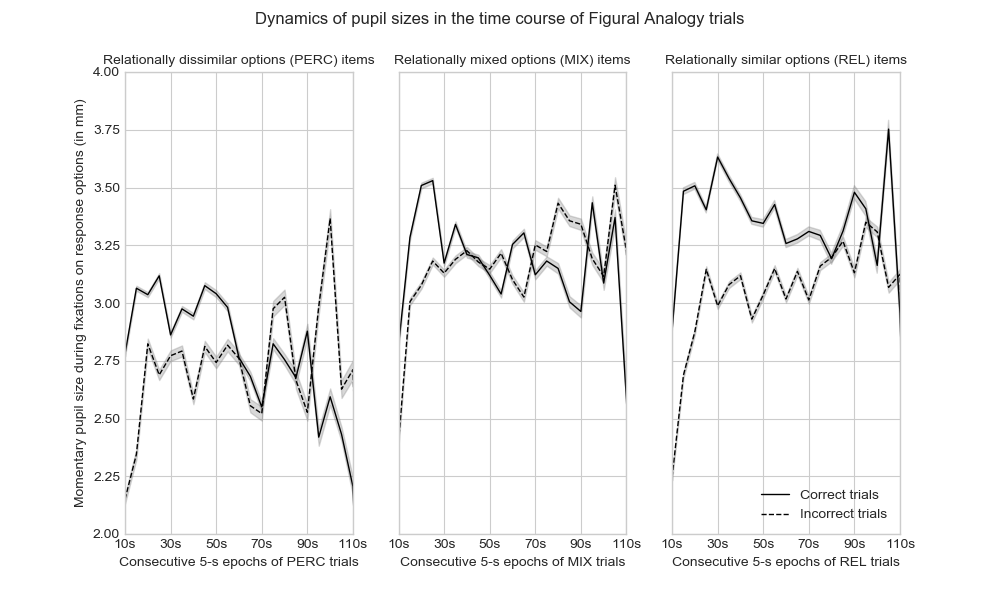 Dynamics of pupil sizes in the time course of Figural Analogy trials
Relationally dissimilar options (PERC) items
Relationally mixed options (MIX) items
Relationally similar options (REL) items
Momentary pupil size during fixations on response options (in mm)
4.00
3.75
3.50
3.25
3.00
2.75
2.50
2.25
2.00
10s 30s 50s 70s 90s 110s
10s 30s 50s 70s 90s 110s
10s 30s 50s 70s 90s 110s
Correct trials
Incorrect trials
Consecutive 5-s epochs of PERC trials
Consecutive 5-s epochs of MIX trials
Consecutive 5-s epochs of REL trials